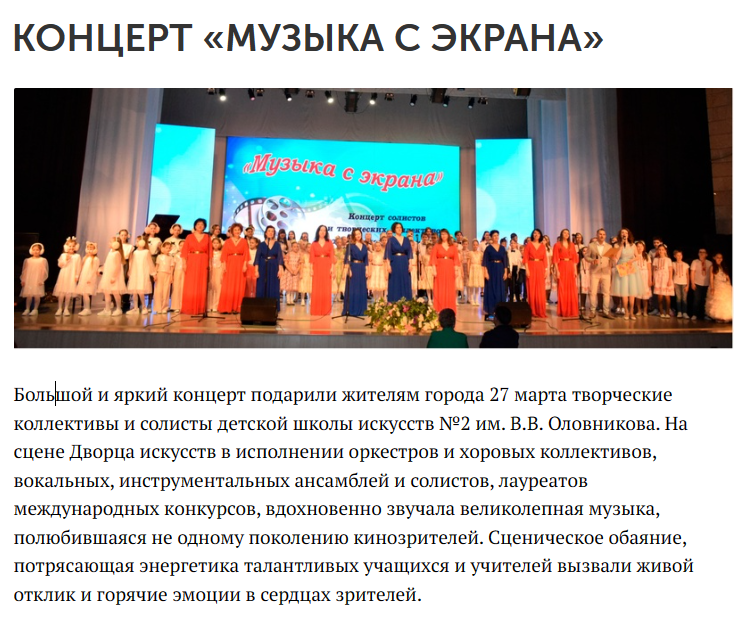 КОНЦЕРТ «МУЗЫКА С ЭКРАНА»
«Музыка с экрана»
Концерт солистов
и творческих
Большой и яркий концерт подарили жителям города 27 марта творческие
коллективы и солисты детской школы искусств №2 им. В.В. Оловникова. На
сцене Дворца искусств в исполнении оркестров и хоровых коллективов,
вокальных, инструментальных ансамблей и солистов, лауреатов
международных конкурсов, вдохновенно звучала великолепная музыка,
полюбившаяся не одному поколению кинозрителей. Сценическое обаяние,
потрясающая энергетика талантливых учащихся и учителей вызвали живой
отклик и горячие эмоции в сердцах зрителей.